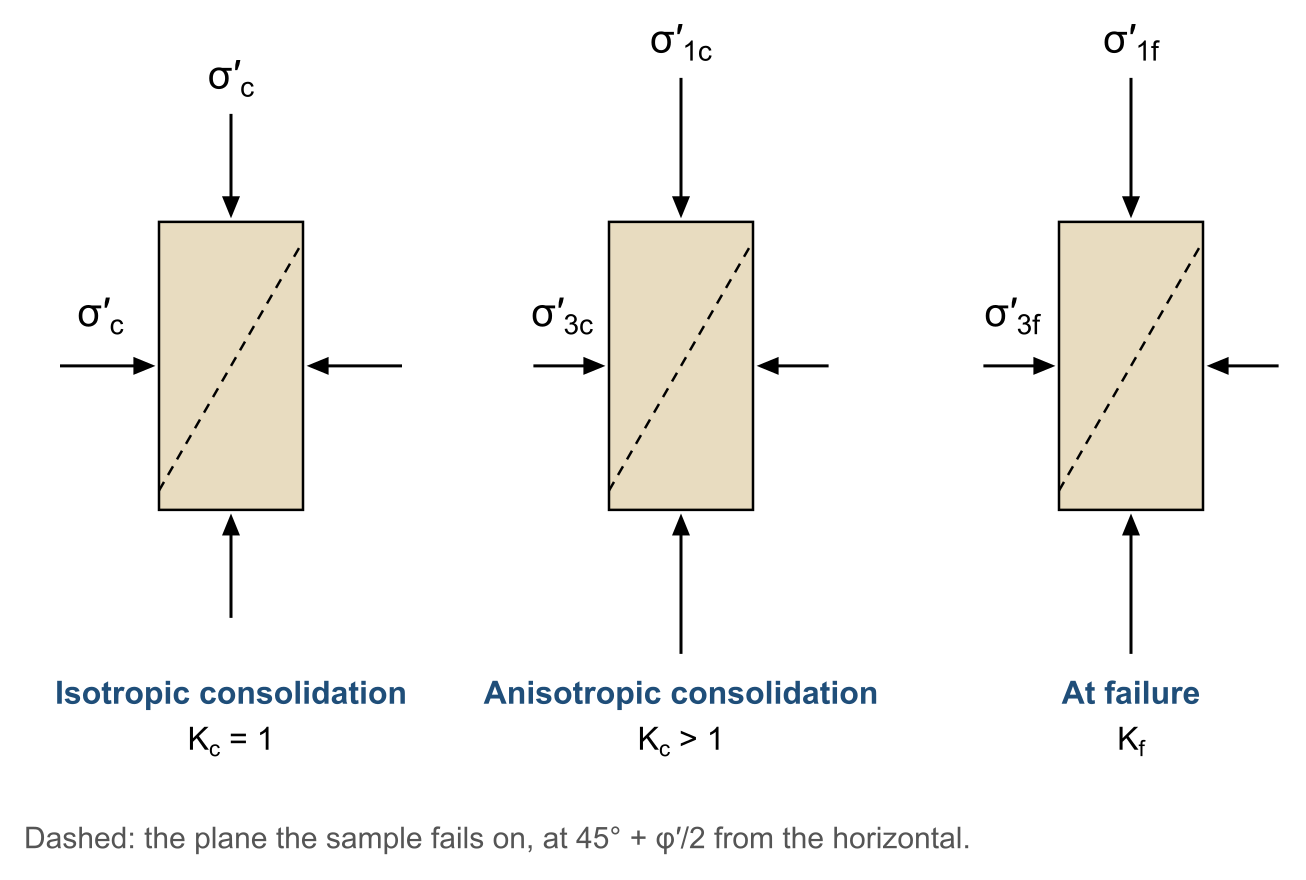 σ′c
σ′1c
σ′1f
σ′c
σ′3c
σ′3f
Isotropic consolidation
Kc = 1
Anisotropic consolidation
Kc > 1
At failure
Kf
Dashed: the plane the sample fails on, at 45° + φ′/2 from the horizontal.